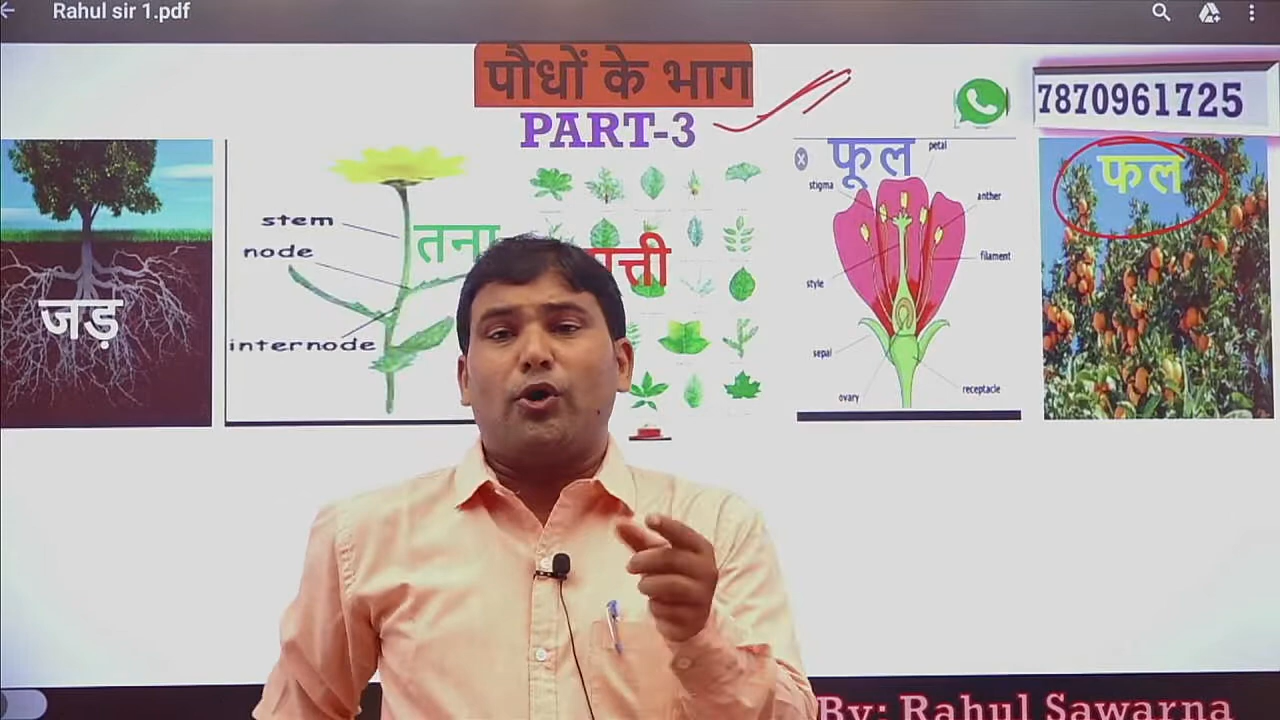 Rahul sir 1.pdf
पौधों के भाग
PART-3
7870961725
जड़
stem
node
internode
तना
फूल
petal
stigma
anther
filament
style
sepal
ovary
receptacle
फल
By: Rahul Sawarna